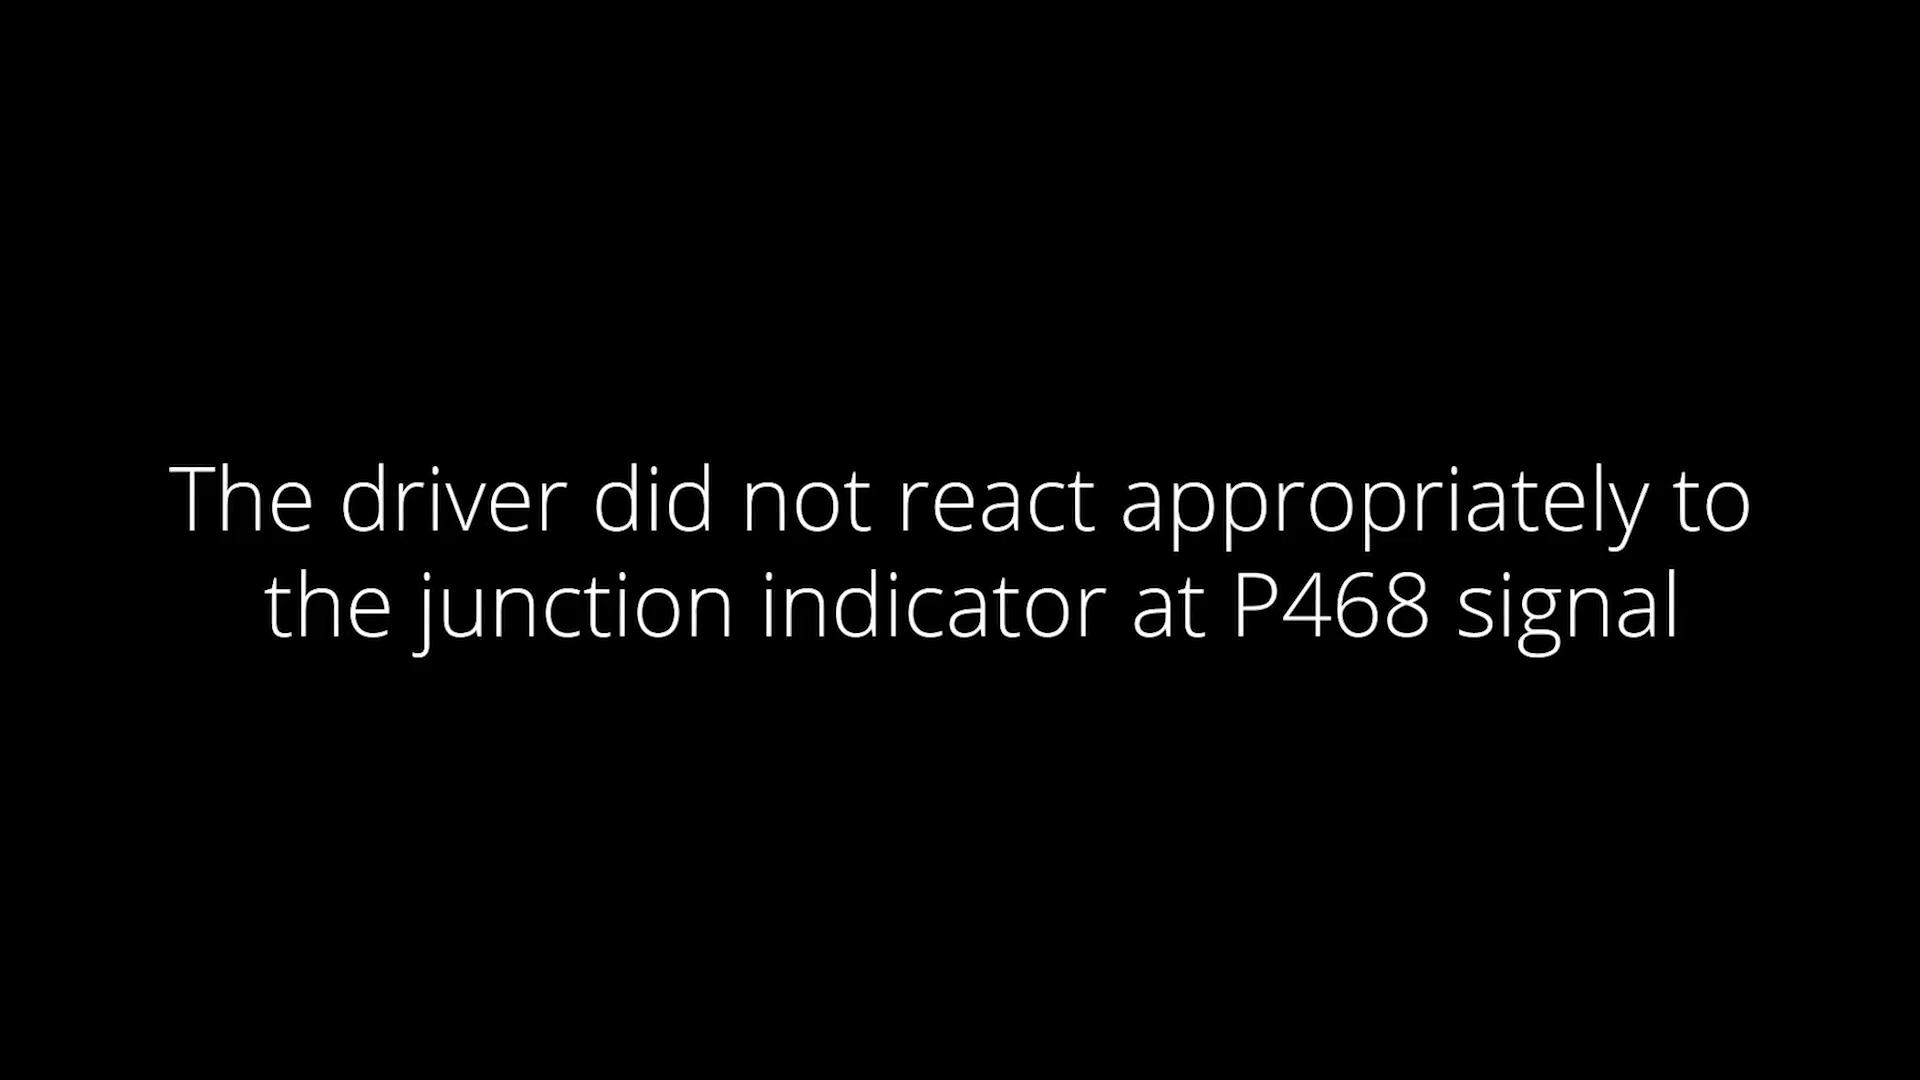 The driver did not react appropriately to
the junction indicator at P468 signal